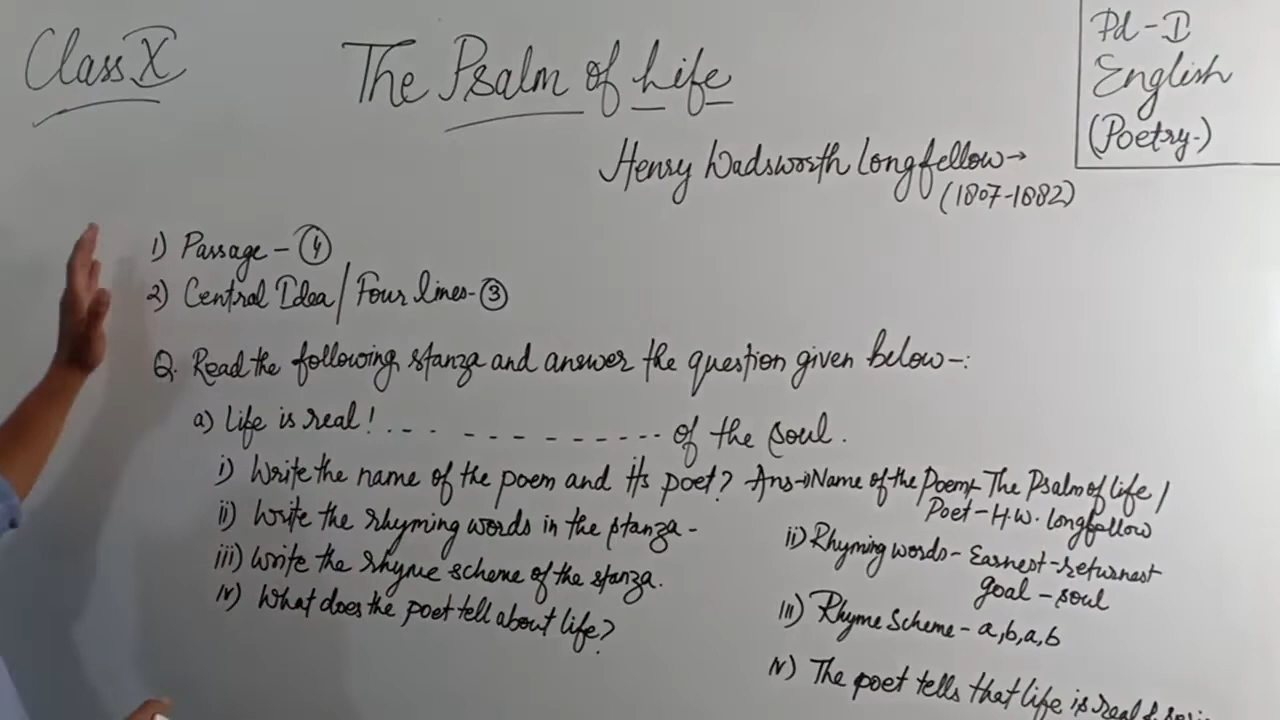 Class X
The Psalm of Life
Pd - I
English
(Poetry.)
Henry Wadsworth Longfellow→
(1807-1882)
1) Passage - 4
2) Central Idea / Four lines - 3
Q. Read the following stanza and answer the question given below-:
a) Life is real! . - - - - - - - - - - - - of the soul.
i) Write the name of the poem and its poet?
ii) Write the rhyming words in the stanza -
iii) Write the rhyme scheme of the stanza.
iv) What does the poet tell about life?
Ans-i) Name of the Poem- The Psalm of Life /
Poet - H.W. Longfellow
ii) Rhyming words - Earnest - returnest
goal - soul
iii) Rhyme Scheme - a,b,a,b
iv) The poet tells that life is real &